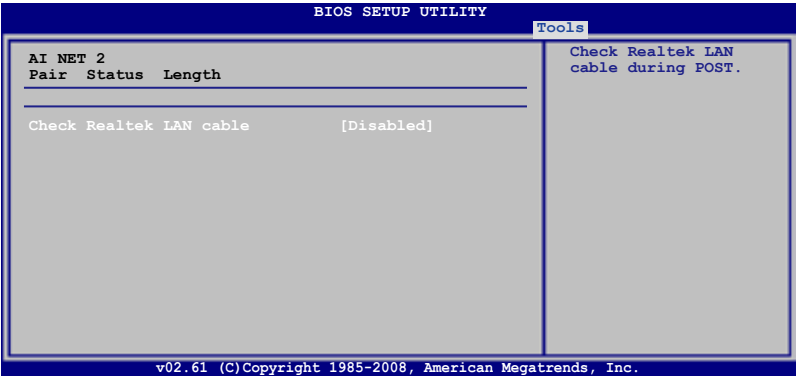 BIOS SETUP UTILITY
Tools
AI NET 2
Pair Status Length
Check Realtek LAN cable [Disabled]
Check Realtek LAN
cable during POST.
v02.61 (C)Copyright 1985-2008, American Megatrends, Inc.